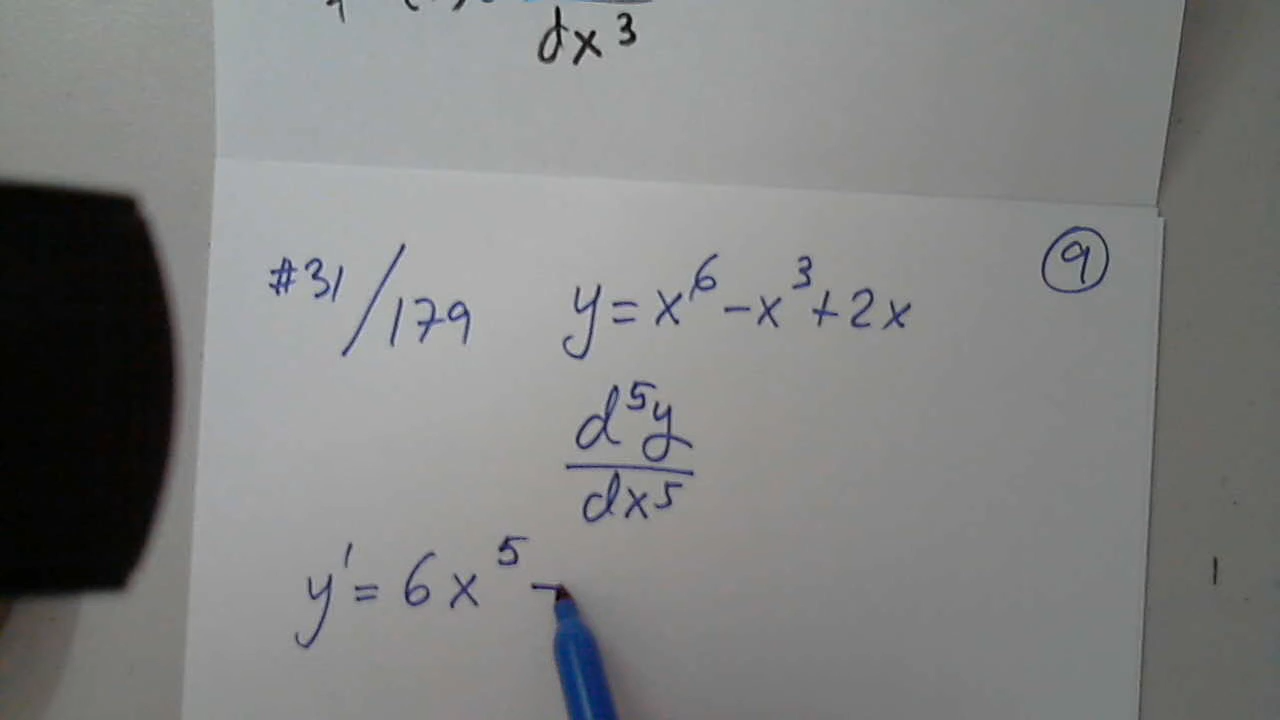 dx³
#31/179 y = x⁶ - x³ + 2x
9
d⁵y
dx⁵
y' = 6x⁵ -